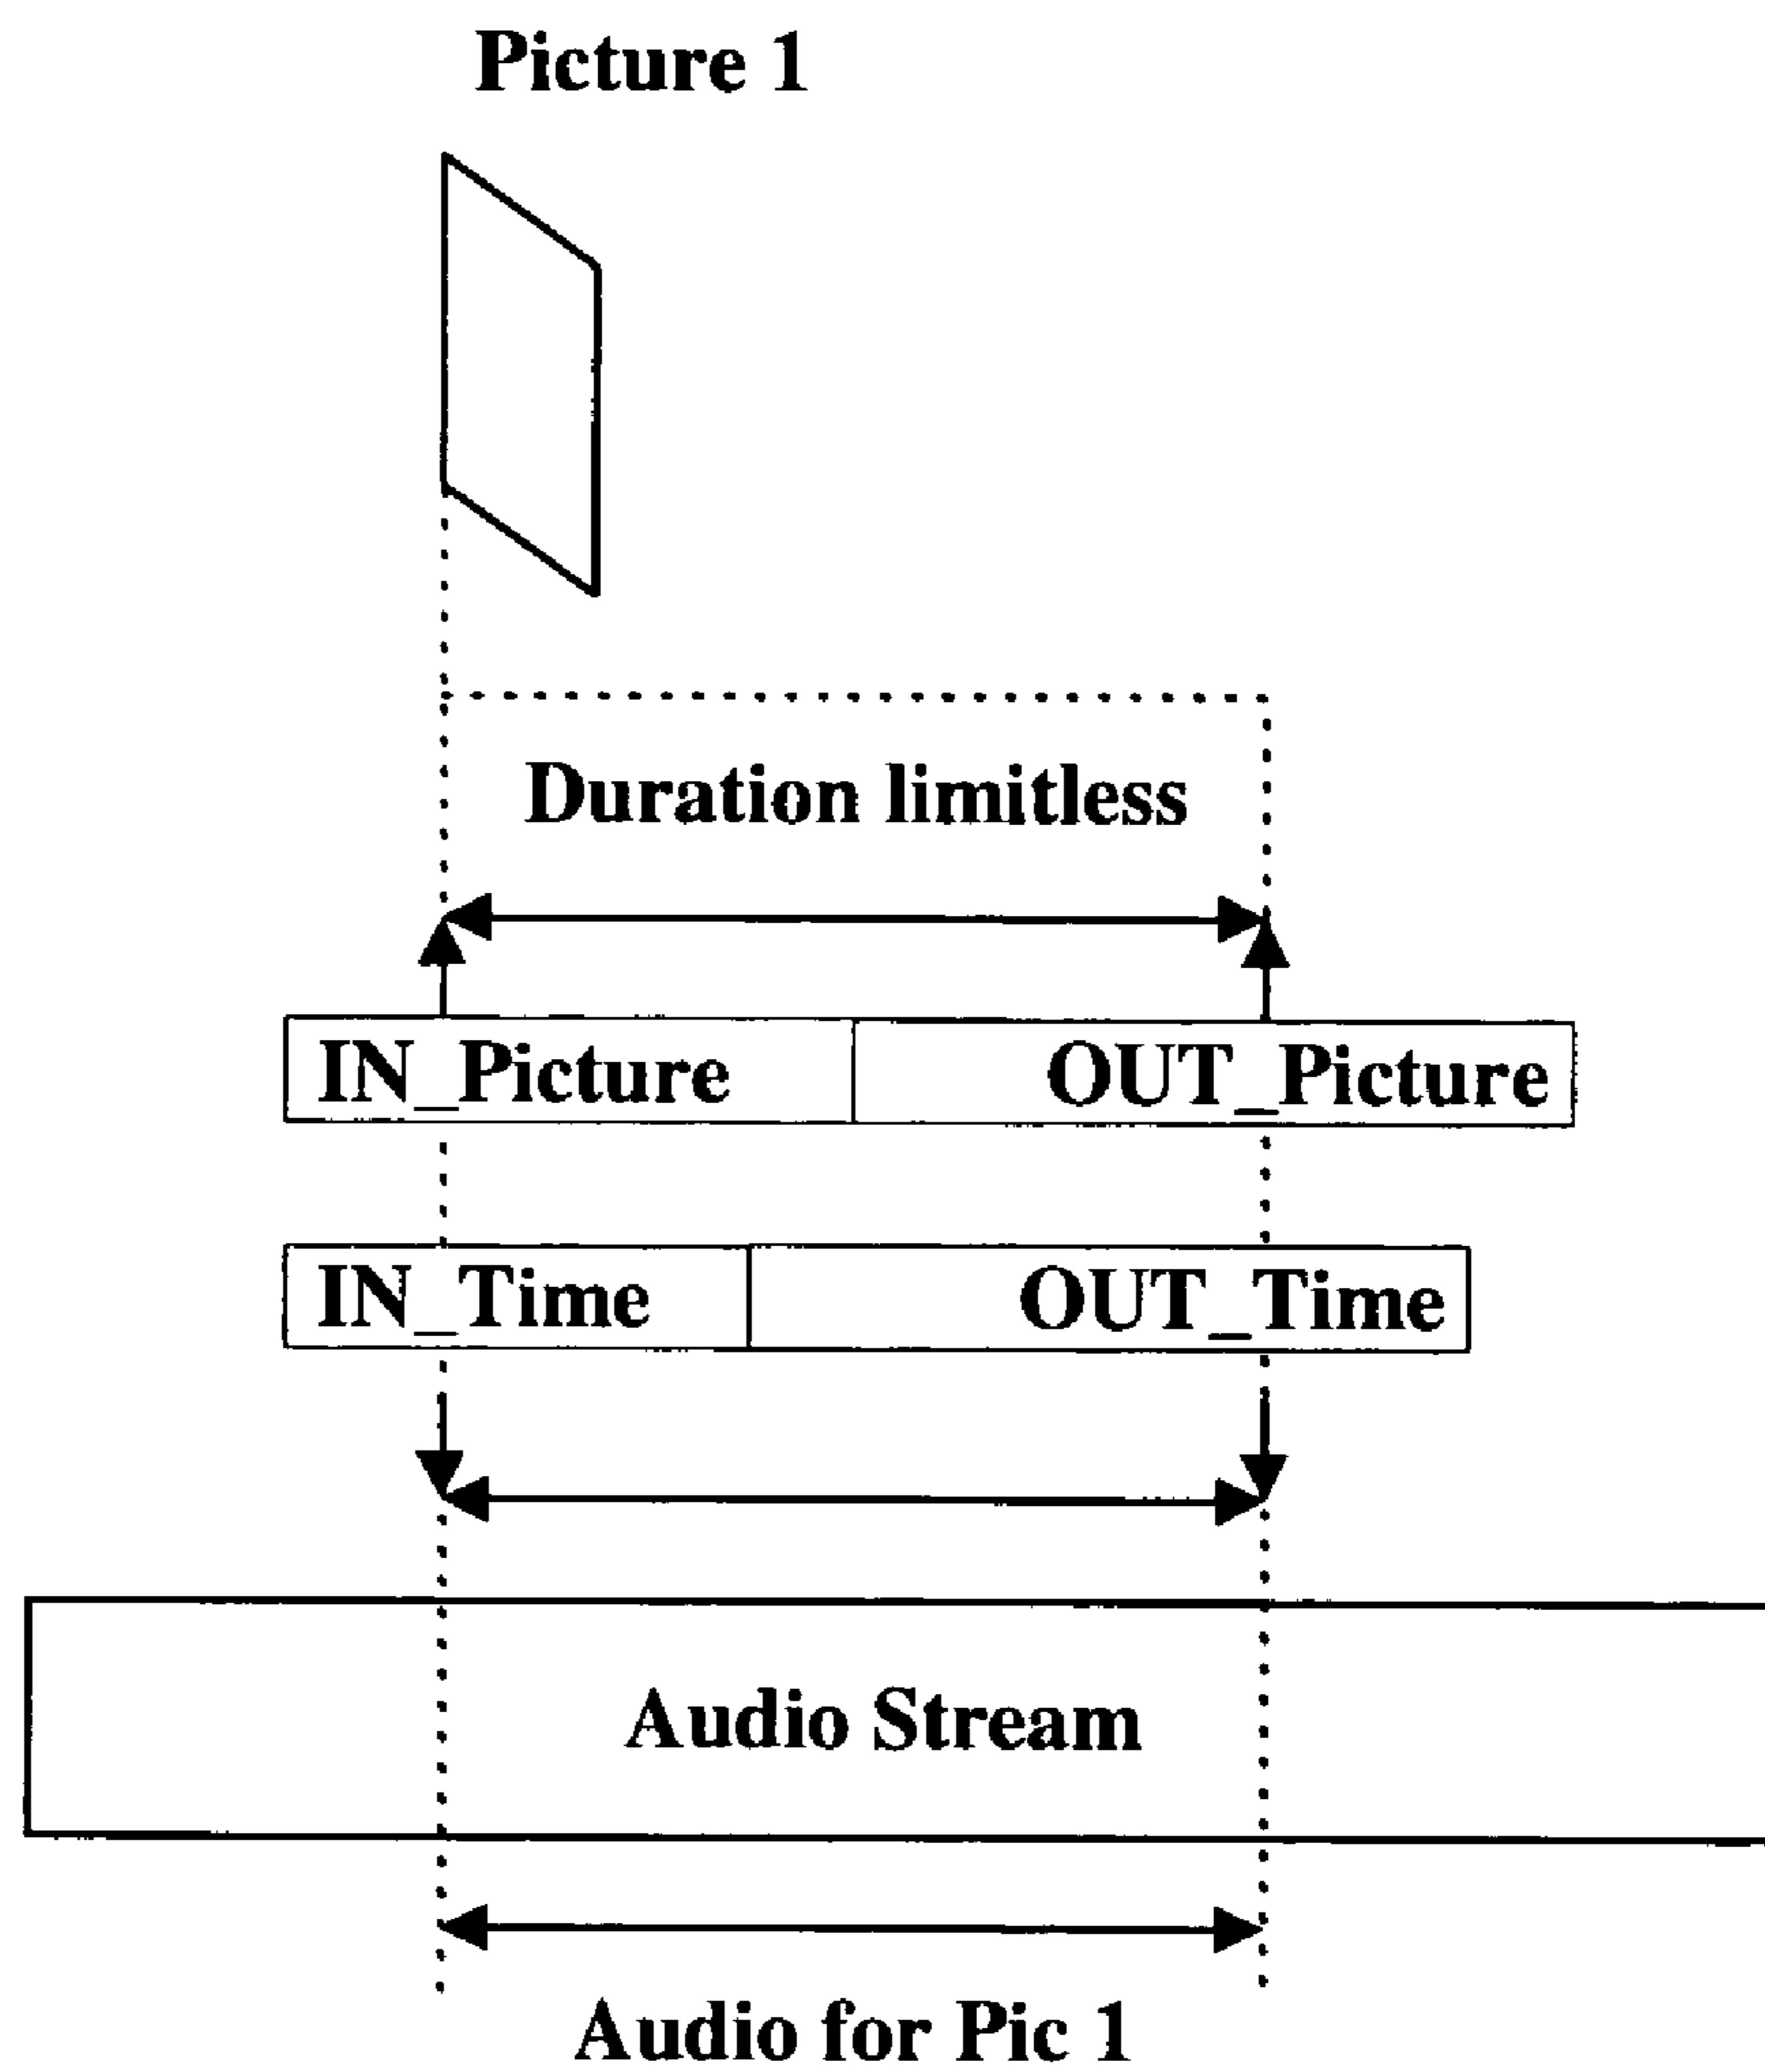 Picture 1
Duration limitless
IN_Picture OUT_Picture
IN_Time OUT_Time
Audio Stream
Audio for Pic 1